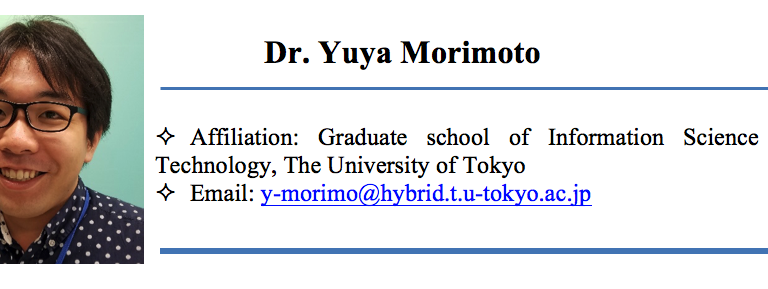 Dr. Yuya Morimoto
✧ Affiliation: Graduate school of Information Science
Technology, The University of Tokyo
✧ Email: y-morimo@hybrid.t.u-tokyo.ac.jp